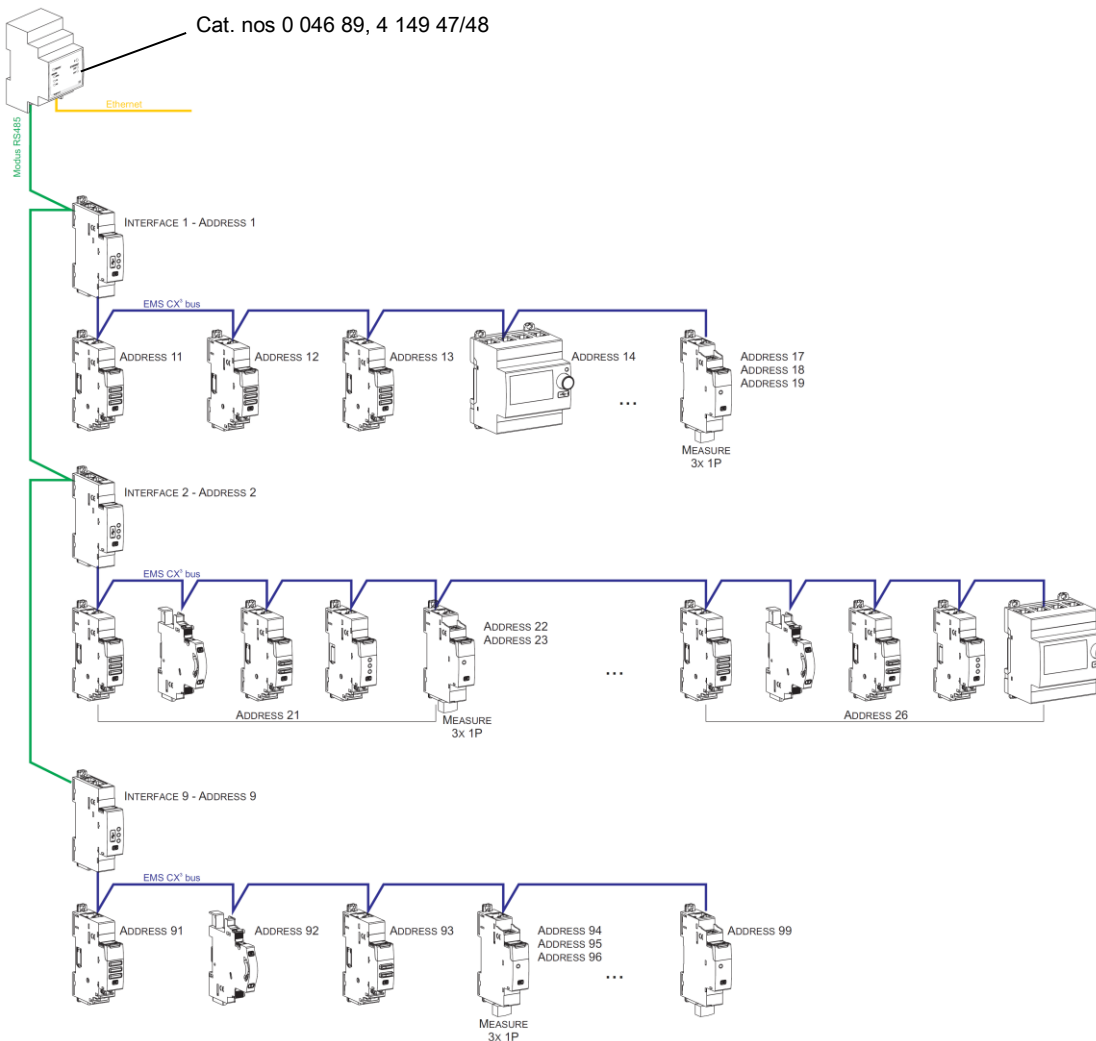 Cat. nos 0 046 89, 4 149 47/48
Ethernet
Modus RS485
INTERFACE 1 - ADDRESS 1
EMS CX³ bus
ADDRESS 11
ADDRESS 12
ADDRESS 13
ADDRESS 14
ADDRESS 17
ADDRESS 18
ADDRESS 19
...
MEASURE
3X 1P
INTERFACE 2 - ADDRESS 2
EMS CX³ bus
ADDRESS 22
ADDRESS 23
...
ADDRESS 21
MEASURE
3X 1P
ADDRESS 26
INTERFACE 9 - ADDRESS 9
EMS CX³ bus
ADDRESS 91
ADDRESS 92
ADDRESS 93
ADDRESS 94
ADDRESS 95
ADDRESS 96
ADDRESS 99
...
MEASURE
3X 1P